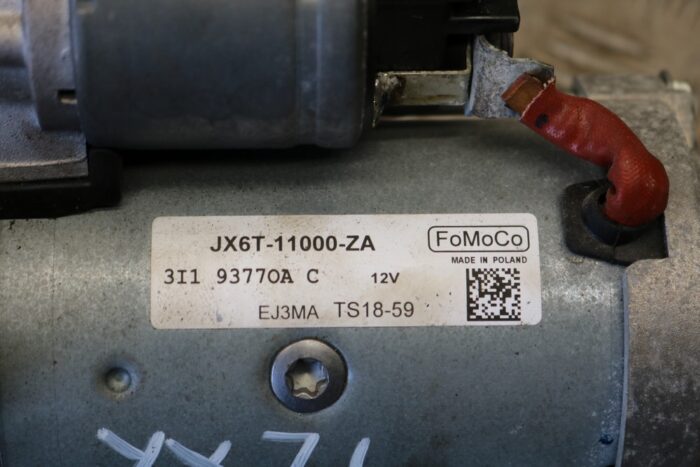 JX6T-11000-ZA
FoMoCo
MADE IN POLAND
3I1 93770A C 12V
EJ3MA TS18-59